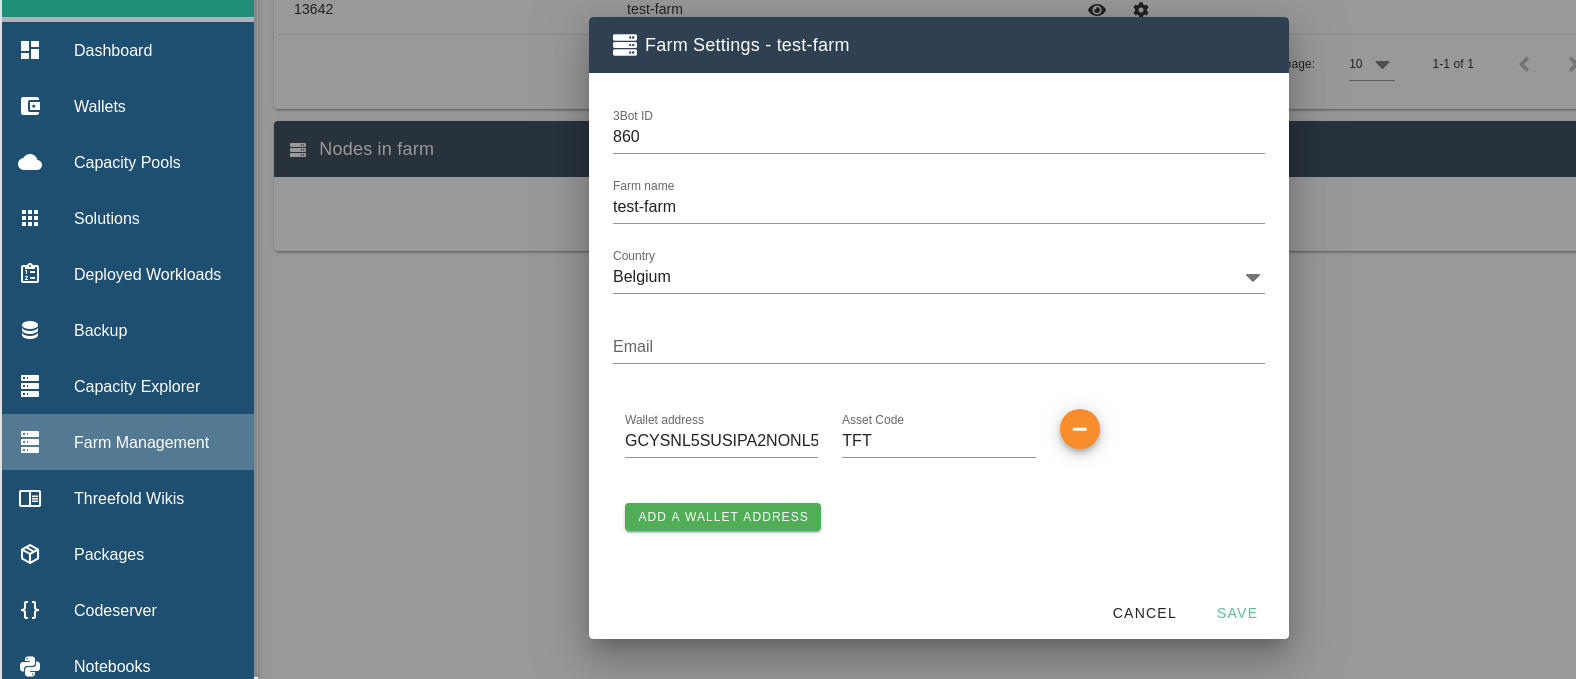 13642
test-farm
page:
10
1-1 of 1
Dashboard
Wallets
Capacity Pools
Solutions
Deployed Workloads
Backup
Capacity Explorer
Farm Management
Threefold Wikis
Packages
Codeserver
Notebooks
Nodes in farm
Farm Settings - test-farm
3Bot ID
860
Farm name
test-farm
Country
Belgium
Email
Wallet address
GCYSNL5SUSIPA2NONL5
Asset Code
TFT
ADD A WALLET ADDRESS
CANCEL
SAVE